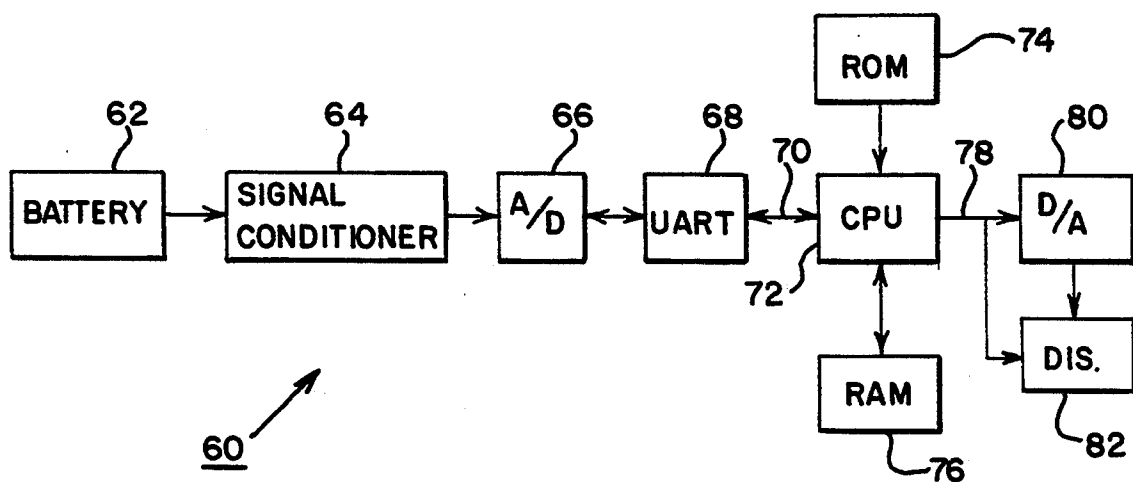 74
ROM
62
64
66
68
70
78
80
BATTERY
SIGNAL
CONDITIONER
A/D
UART
CPU
D/A
72
DIS.
RAM
60
76
82